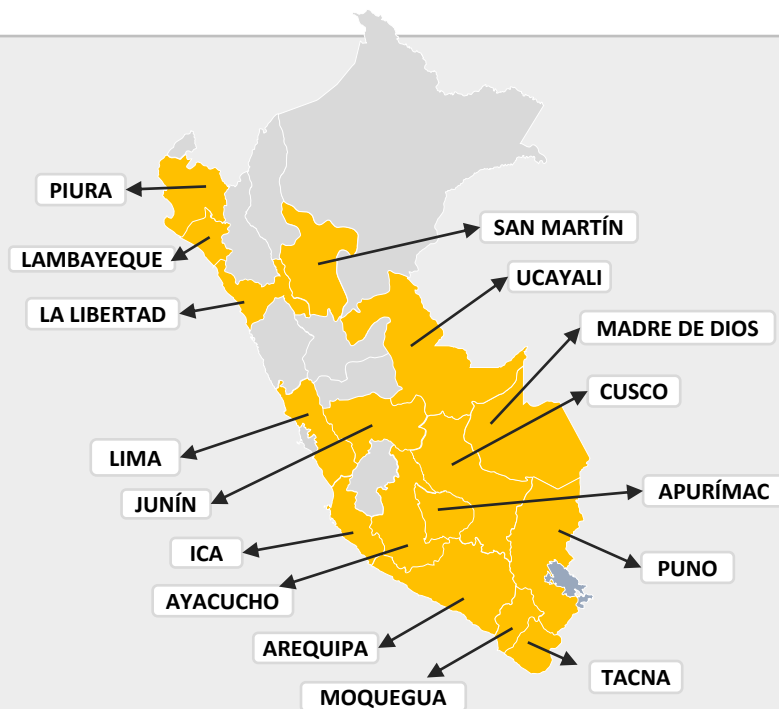 PIURA
SAN MARTÍN
LAMBAYEQUE
UCAYALI
LA LIBERTAD
MADRE DE DIOS
CUSCO
LIMA
APURÍMAC
JUNÍN
ICA
PUNO
AYACUCHO
AREQUIPA
TACNA
MOQUEGUA